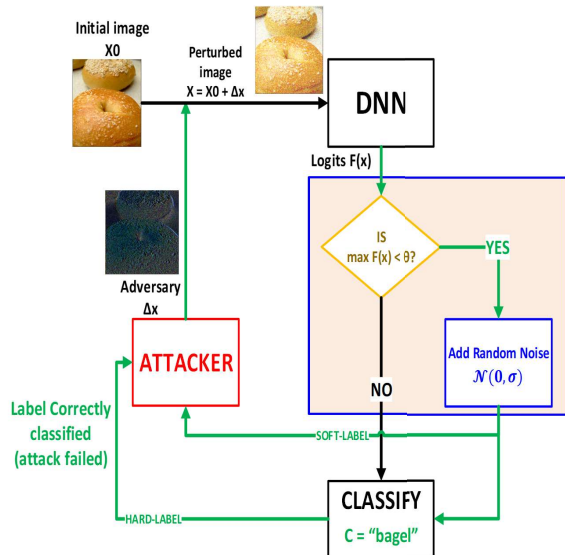 Initial image
X0
Perturbed
image
X = X0 + Δx
DNN
Logits F(x)
IS
max F(x) < θ?
YES
Adversary
Δx
ATTACKER
Add Random Noise
𝒩(0,σ)
NO
Label Correctly
classified
(attack failed)
SOFT-LABEL
HARD-LABEL
CLASSIFY
C = "bagel"